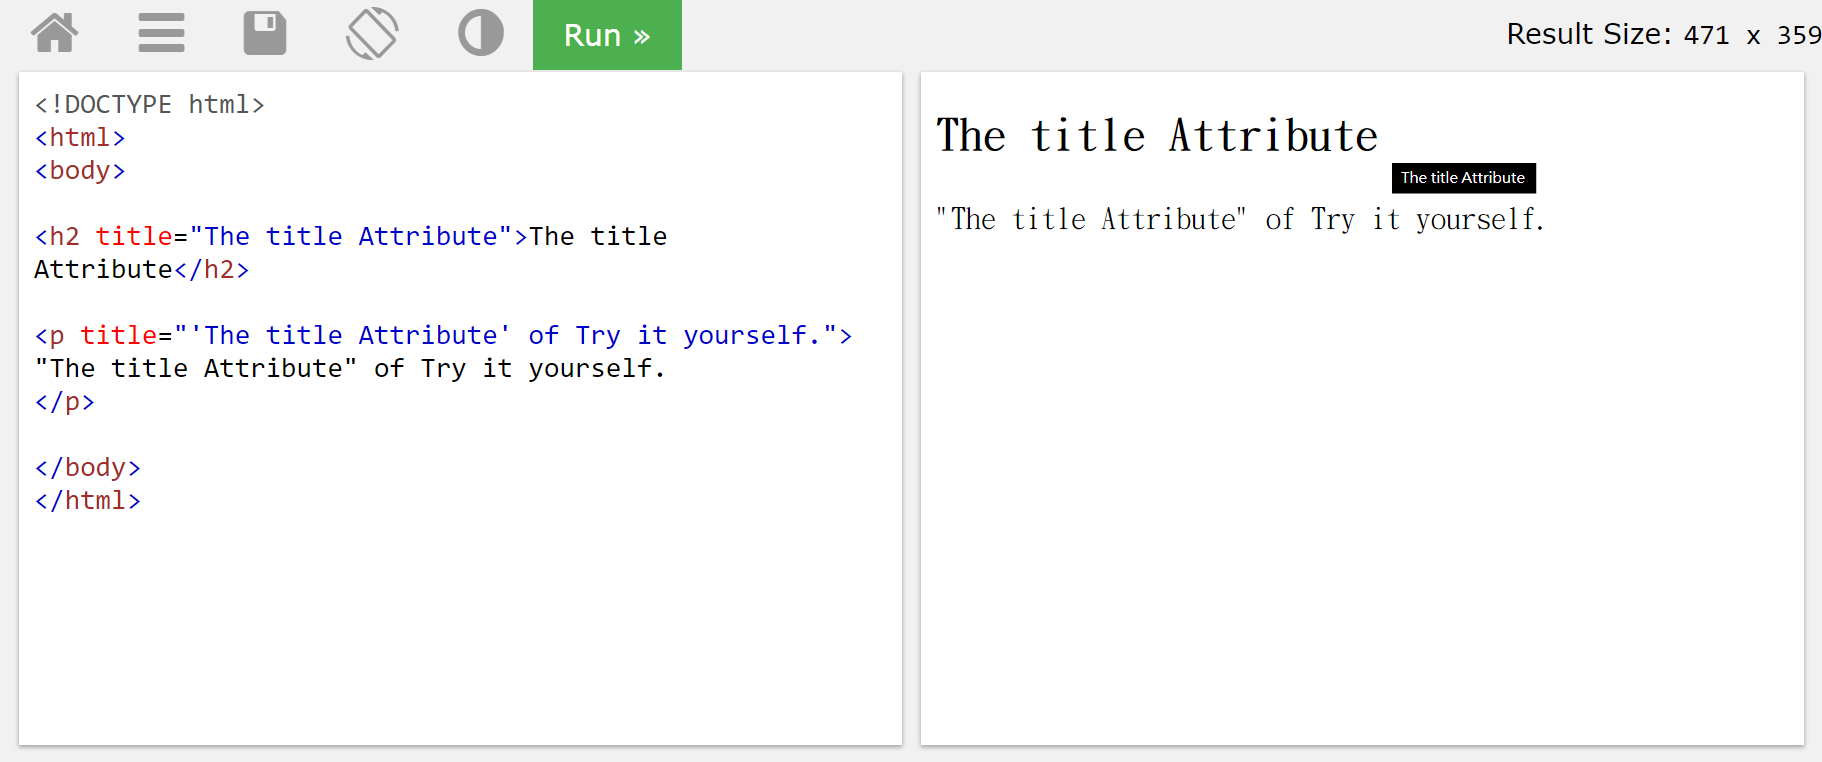 Run »
Result Size: 471 x 359
<!DOCTYPE html>
<html>
<body>
<h2 title="The title Attribute">The title
Attribute</h2>
<p title="'The title Attribute' of Try it yourself.">
"The title Attribute" of Try it yourself.
</p>
</body>
</html>
The title Attribute
The title Attribute
"The title Attribute" of Try it yourself.